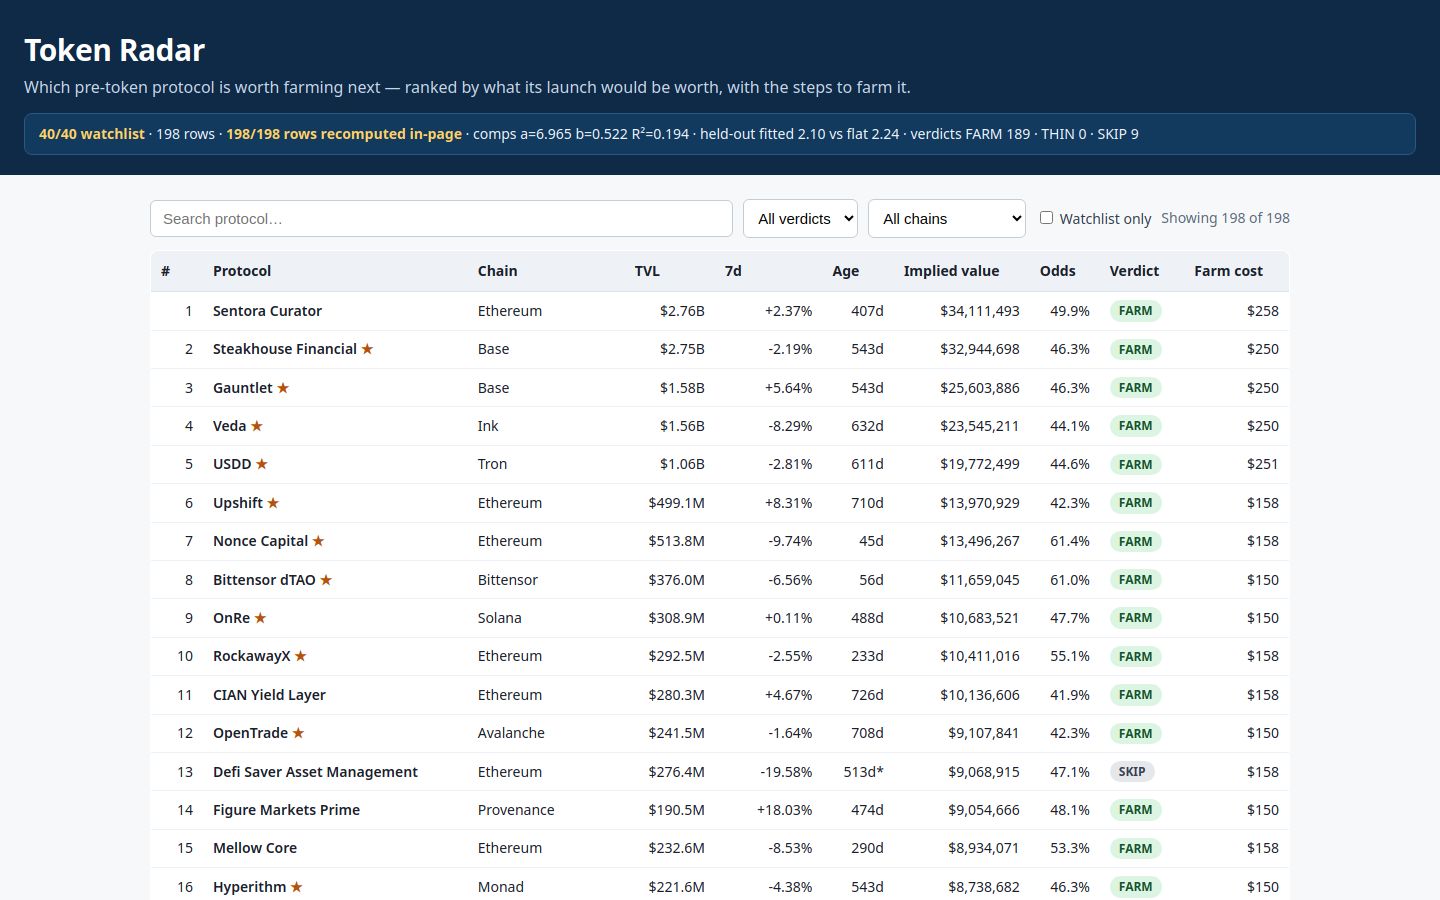 Token Radar
Which pre-token protocol is worth farming next — ranked by what its launch would be worth, with the steps to farm it.
40/40 watchlist · 198 rows · 198/198 rows recomputed in-page · comps a=6.965 b=0.522 R²=0.194 · held-out fitted 2.10 vs flat 2.24 · verdicts FARM 189 · THIN 0 · SKIP 9
Search protocol… All verdicts All chains Watchlist only Showing 198 of 198
# Protocol Chain TVL 7d Age Implied value Odds Verdict Farm cost
1 Sentora Curator Ethereum $2.76B +2.37% 407d $34,111,493 49.9% FARM $258
2 Steakhouse Financial ★ Base $2.75B -2.19% 543d $32,944,698 46.3% FARM $250
3 Gauntlet ★ Base $1.58B +5.64% 543d $25,603,886 46.3% FARM $250
4 Veda ★ Ink $1.56B -8.29% 632d $23,545,211 44.1% FARM $250
5 USDD ★ Tron $1.06B -2.81% 611d $19,772,499 44.6% FARM $251
6 Upshift ★ Ethereum $499.1M +8.31% 710d $13,970,929 42.3% FARM $158
7 Nonce Capital ★ Ethereum $513.8M -9.74% 45d $13,496,267 61.4% FARM $158
8 Bittensor dTAO ★ Bittensor $376.0M -6.56% 56d $11,659,045 61.0% FARM $150
9 OnRe ★ Solana $308.9M +0.11% 488d $10,683,521 47.7% FARM $150
10 RockawayX ★ Ethereum $292.5M -2.55% 233d $10,411,016 55.1% FARM $158
11 CIAN Yield Layer Ethereum $280.3M +4.67% 726d $10,136,606 41.9% FARM $158
12 OpenTrade ★ Avalanche $241.5M -1.64% 708d $9,107,841 42.3% FARM $150
13 Defi Saver Asset Management Ethereum $276.4M -19.58% 513d* $9,068,915 47.1% SKIP $158
14 Figure Markets Prime Provenance $190.5M +18.03% 474d $9,054,666 48.1% FARM $150
15 Mellow Core Ethereum $232.6M -8.53% 290d $8,934,071 53.3% FARM $158
16 Hyperithm ★ Monad $221.6M -4.38% 543d $8,738,682 46.3% FARM $150